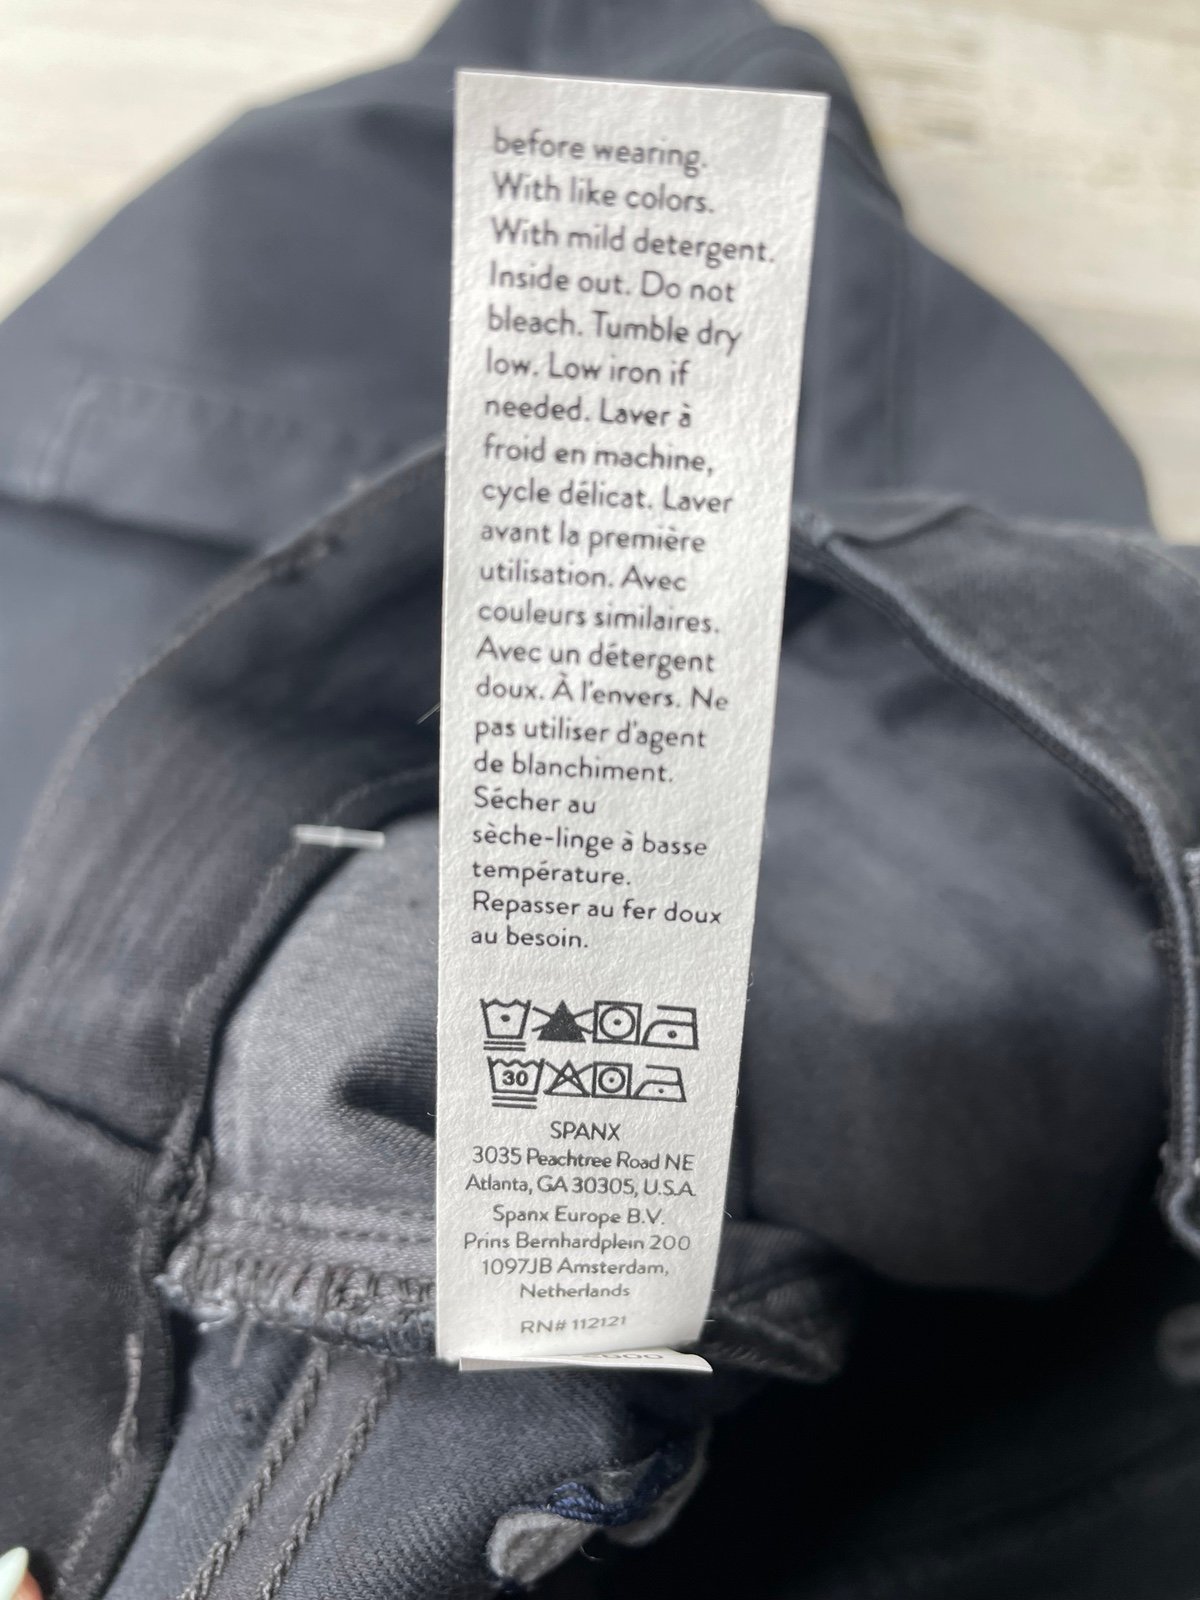 before wearing.
With like colors.
With mild detergent.
Inside out. Do not
bleach. Tumble dry
low. Low iron if
needed. Laver à
froid en machine,
cycle délicat. Laver
avant la première
utilisation. Avec
couleurs similaires.
Avec un détergent
doux. À l'envers. Ne
pas utiliser d'agent
de blanchiment.
Sécher au
sèche-linge à basse
température.
Repasser au fer doux
au besoin.
30
SPANX
3035 Peachtree Road NE
Atlanta, GA 30305, U.S.A.
Spanx Europe B.V.
Prins Bernhardplein 200
1097JB Amsterdam,
Netherlands
RN# 112121